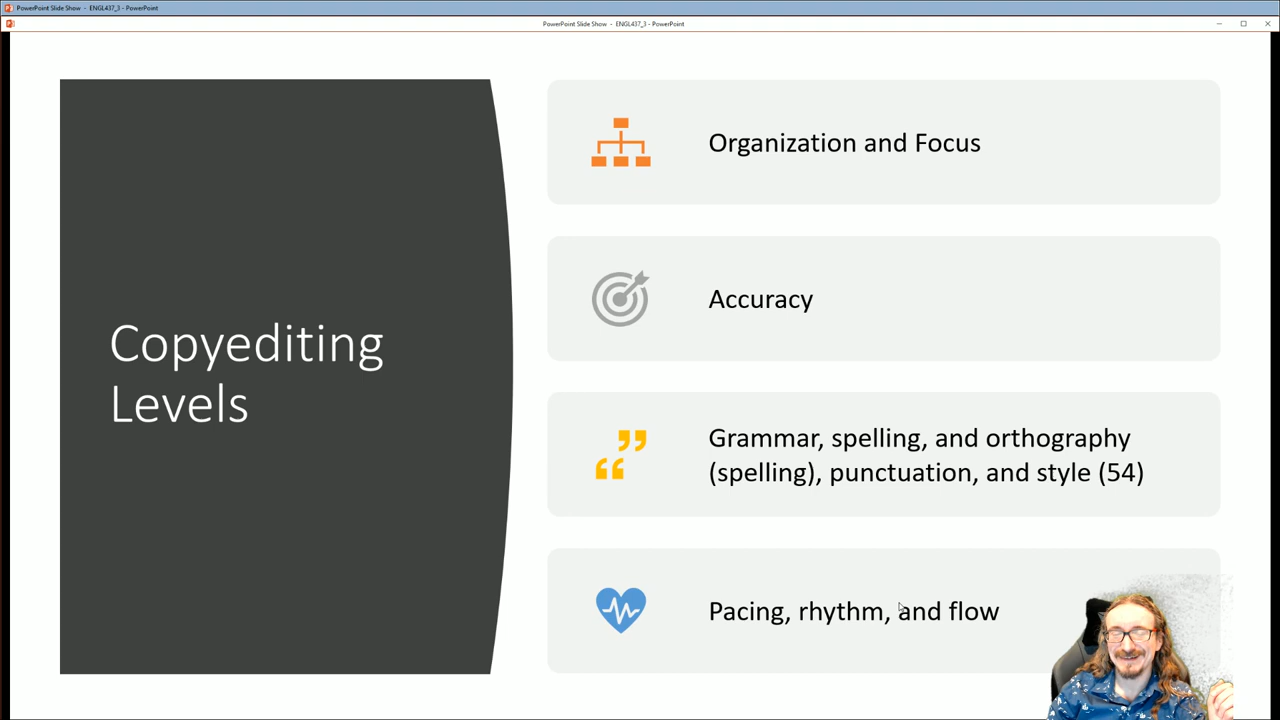 PowerPoint Slide Show - ENGL437_3 - PowerPoint
PowerPoint Slide Show - ENGL437_3 - PowerPoint
Copyediting
Levels
Organization and Focus
Accuracy
Grammar, spelling, and orthography
(spelling), punctuation, and style (54)
Pacing, rhythm, and flow